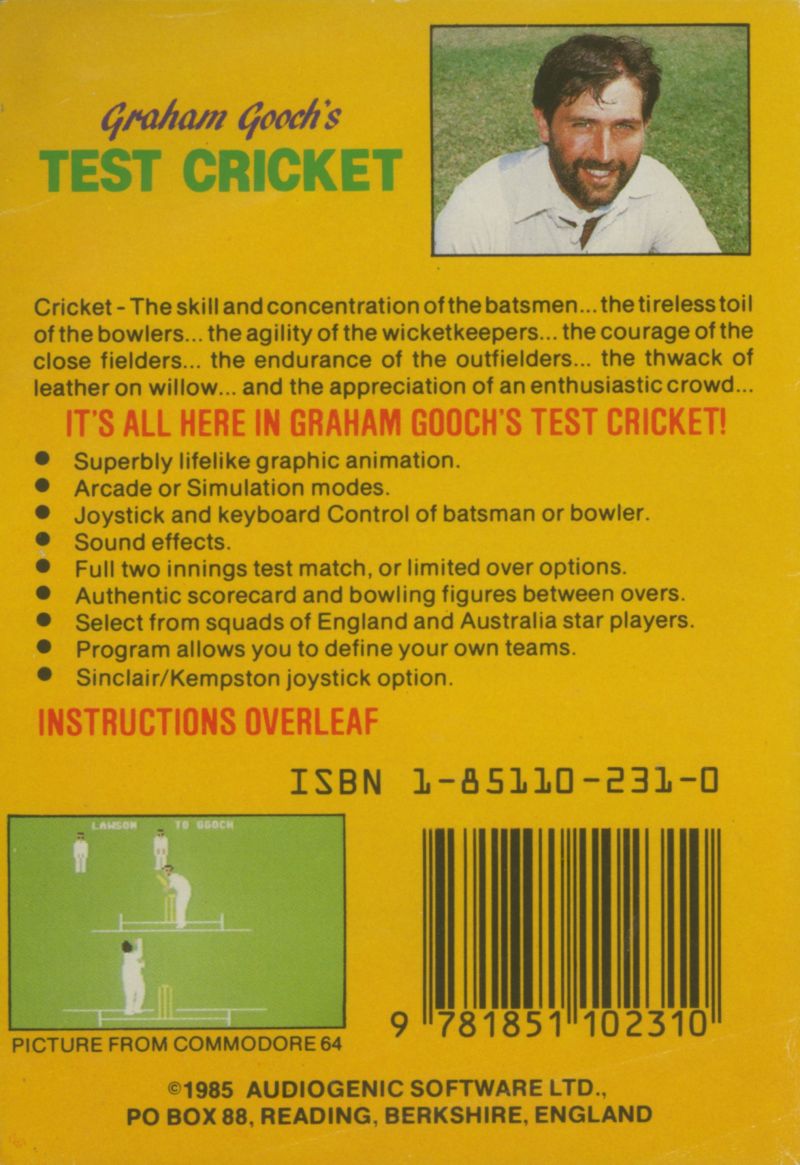 Graham Gooch's
TEST CRICKET
Cricket - The skill and concentration of the batsmen... the tireless toil
of the bowlers... the agility of the wicketkeepers... the courage of the
close fielders... the endurance of the outfielders... the thwack of
leather on willow... and the appreciation of an enthusiastic crowd...
IT'S ALL HERE IN GRAHAM GOOCH'S TEST CRICKET!
● Superbly lifelike graphic animation.
● Arcade or Simulation modes.
● Joystick and keyboard Control of batsman or bowler.
● Sound effects.
● Full two innings test match, or limited over options.
● Authentic scorecard and bowling figures between overs.
● Select from squads of England and Australia star players.
● Program allows you to define your own teams.
● Sinclair/Kempston joystick option.
INSTRUCTIONS OVERLEAF
ISBN 1-85110-231-0
LAWSON TO GOOCH
9 781851 102310
PICTURE FROM COMMODORE 64
©1985 AUDIOGENIC SOFTWARE LTD.,
PO BOX 88, READING, BERKSHIRE, ENGLAND